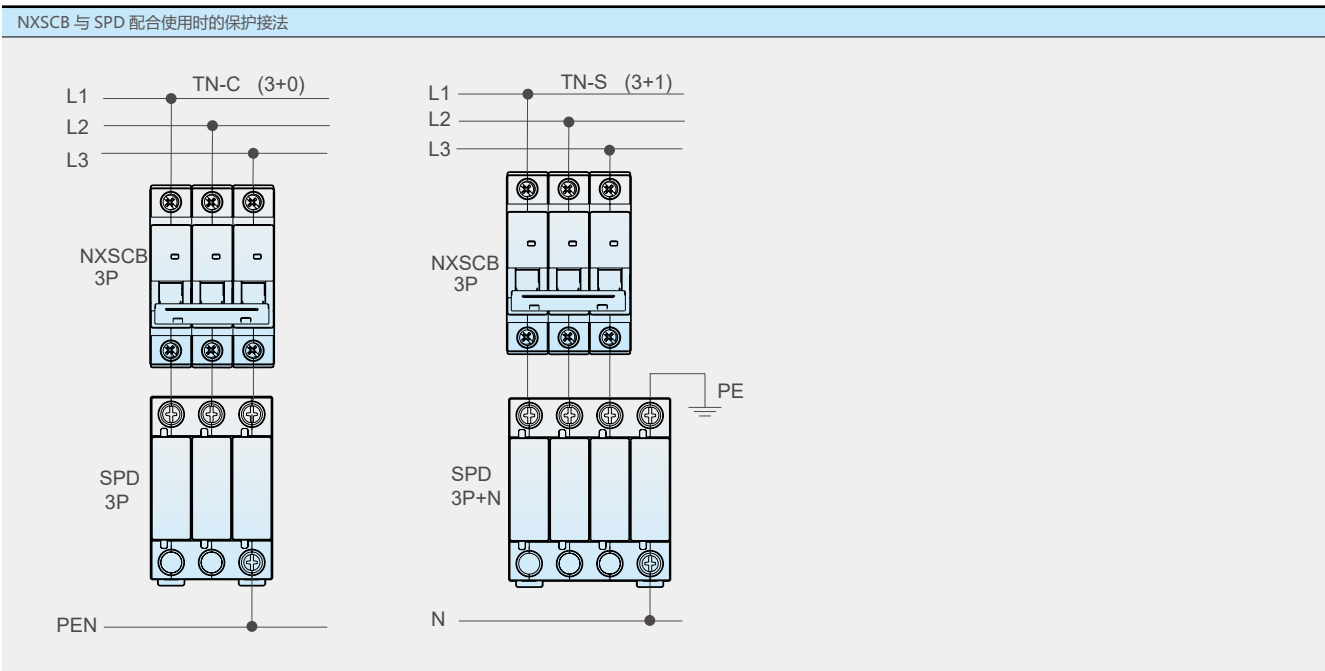 NXSCB 与 SPD 配合使用时的保护接法
TN-C (3+0)
L1
L2
L3
NXSCB
3P
SPD
3P
PEN
TN-S (3+1)
L1
L2
L3
NXSCB
3P
PE
SPD
3P+N
N